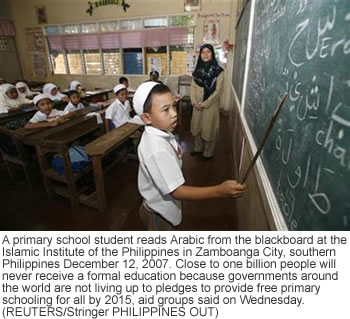 A primary school student reads Arabic from the blackboard at the
Islamic Institute of the Philippines in Zamboanga City, southern
Philippines December 12, 2007. Close to one billion people will
never receive a formal education because governments around
the world are not living up to pledges to provide free primary
schooling for all by 2015, aid groups said on Wednesday.
(REUTERS/Stringer PHILIPPINES OUT)